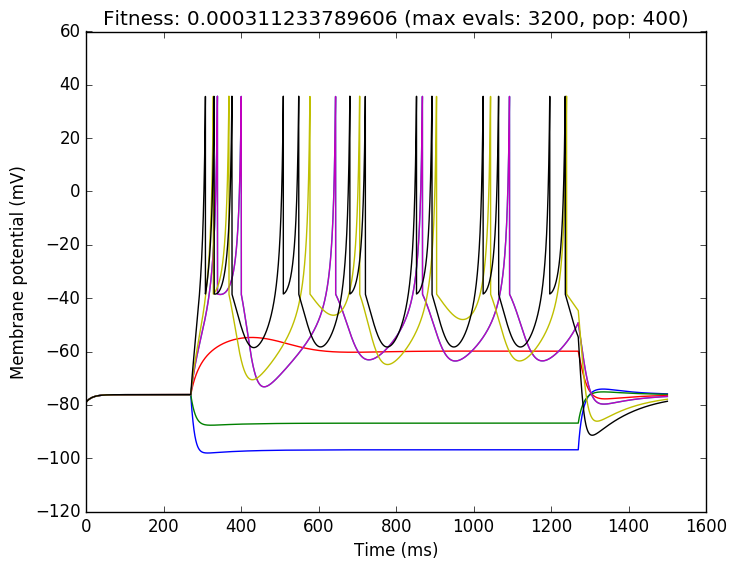 Fitness: 0.000311233789606 (max evals: 3200, pop: 400)
60
40
20
0
−20
−40
−60
−80
−100
−120
Membrane potential (mV)
0 200 400 600 800 1000 1200 1400 1600
Time (ms)